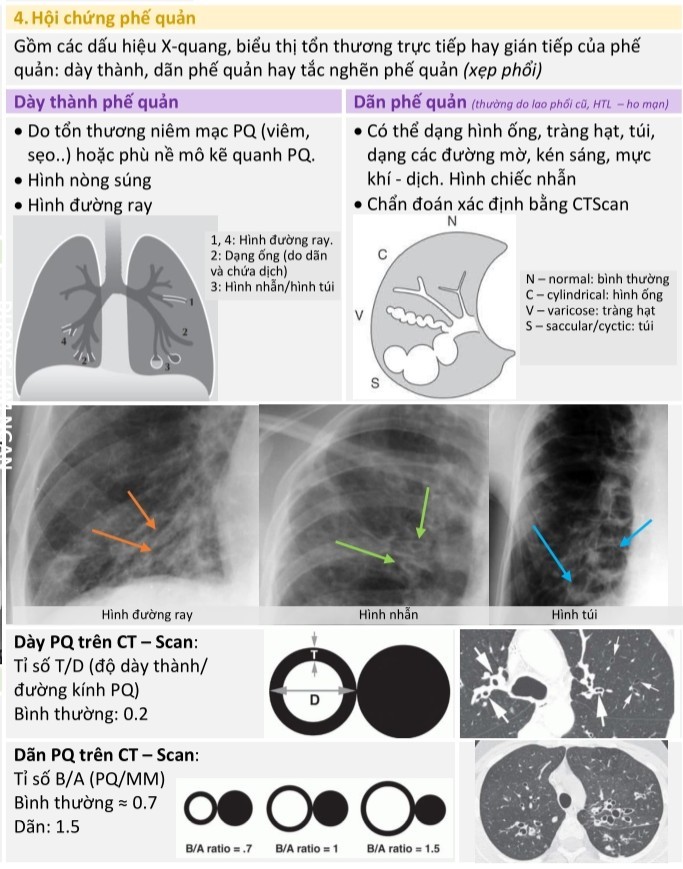 4. Hội chứng phế quản
Gồm các dấu hiệu X-quang, biểu thị tổn thương trực tiếp hay gián tiếp của phế
quản: dày thành, dãn phế quản hay tắc nghẽn phế quản (xẹp phổi)
Dày thành phế quản
• Do tổn thương niêm mạc PQ (viêm,
sẹo..) hoặc phù nề mô kẽ quanh PQ.
• Hình nòng súng
• Hình đường ray
1, 4: Hình đường ray.
2: Dạng ống (do dãn
và chứa dịch)
3: Hình nhẫn/hình túi
1
2
4
2
3
Dãn phế quản (thường do lao phổi cũ, HTL – ho mạn)
• Có thể dạng hình ống, tràng hạt, túi,
dạng các đường mờ, kén sáng, mực
khí - dịch. Hình chiếc nhẫn
• Chẩn đoán xác định bằng CTScan
N
C
V
S
N – normal: bình thường
C – cylindrical: hình ống
V – varicose: tràng hạt
S – saccular/cyctic: túi
Hình đường ray
Hình nhẫn
Hình túi
Dày PQ trên CT – Scan:
Tỉ số T/D (độ dày thành/
đường kính PQ)
Bình thường: 0.2
T
D
Dãn PQ trên CT – Scan:
Tỉ số B/A (PQ/MM)
Bình thường ≈ 0.7
Dãn: 1.5
B/A ratio = .7
B/A ratio = 1
B/A ratio = 1.5